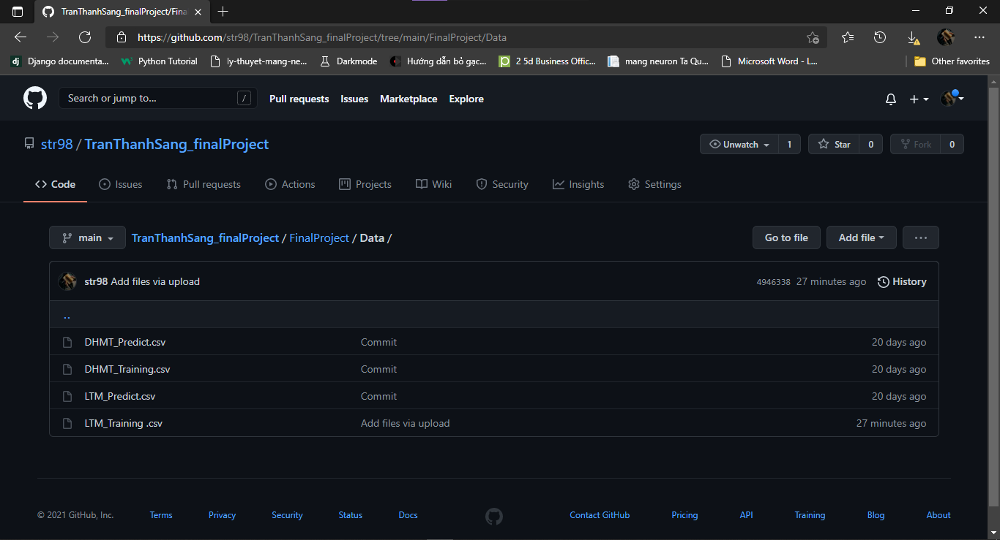 TranThanhSang_finalProject/Fina
https://github.com/str98/TranThanhSang_finalProject/tree/main/FinalProject/Data
dj Django documenta... Python Tutorial ly-thuyet-mang-ne... Darkmode Hướng dẫn bỏ gạc... 2 5d Business Offic... mang neuron Ta Qu... Microsoft Word - L... Other favorites
Search or jump to... / Pull requests Issues Marketplace Explore
str98 / TranThanhSang_finalProject Unwatch 1 Star 0 Fork 0
Code Issues Pull requests Actions Projects Wiki Security Insights Settings
main TranThanhSang_finalProject / FinalProject / Data / Go to file Add file ...
str98 Add files via upload 4946338 27 minutes ago History
..
DHMT_Predict.csv Commit 20 days ago
DHMT_Training.csv Commit 20 days ago
LTM_Predict.csv Commit 20 days ago
LTM_Training .csv Add files via upload 27 minutes ago
© 2021 GitHub, Inc. Terms Privacy Security Status Docs Contact GitHub Pricing API Training Blog About